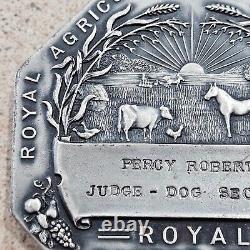 ROYAL AGRIC
PERCY ROBERT
JUDGE - DOG SEC
=ROYAL